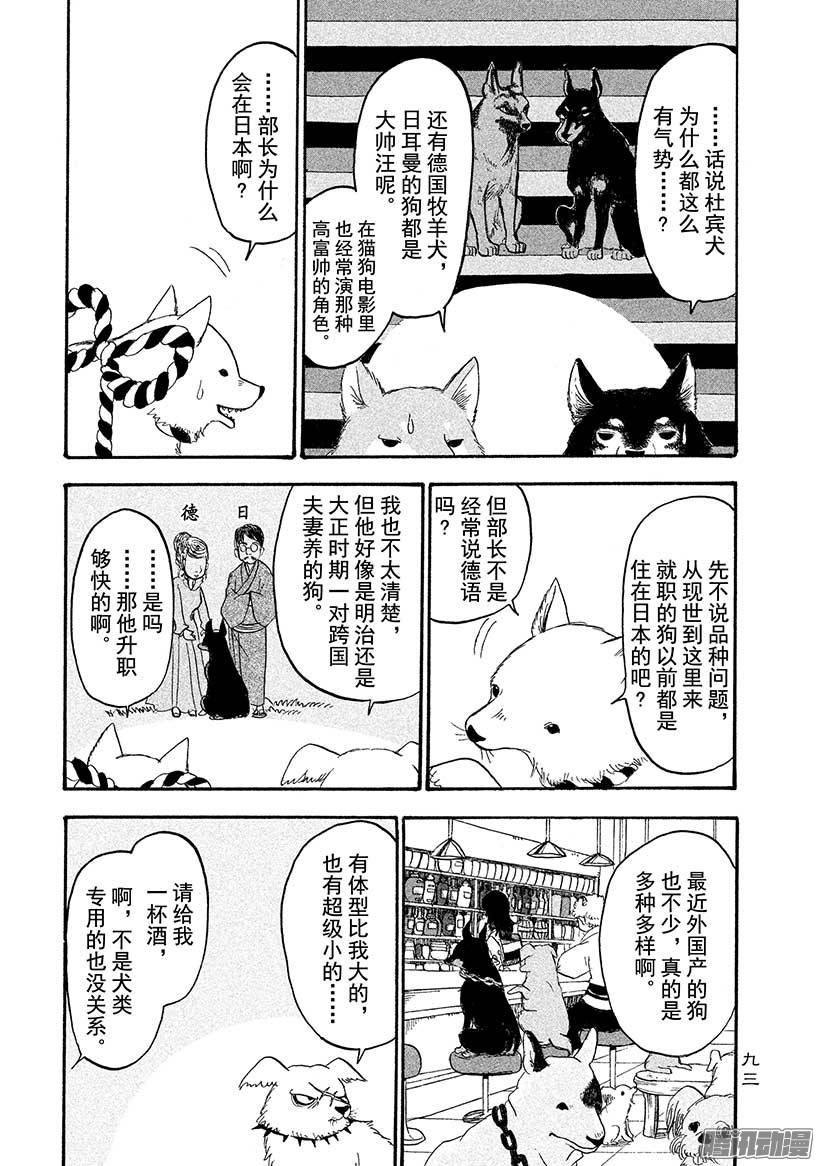 ……话说杜宾犬
为什么都这么
有气势……?
还有德国牧羊犬，
日耳曼的狗都是
大帅汪呢。
在猫狗电影里
也经常演那种
高富帅的角色。
……部长为什么
会在日本啊?
先不说品种问题，
从现世到这里来
就职的狗以前都是
住在日本的吧?
但部长不是
经常说德语
吗?
我也不太清楚，
但他好像是明治还是
大正时期一对跨国
夫妻养的狗。
日
德
……是吗
……那他升职
够快的啊。
最近外国产的狗
也不少，真的是
多种多样啊。
有体型比我大的，
也有超级小的……
请给我
一杯酒，
啊，不是犬类
专用的也没关系。
九三
腾讯动漫